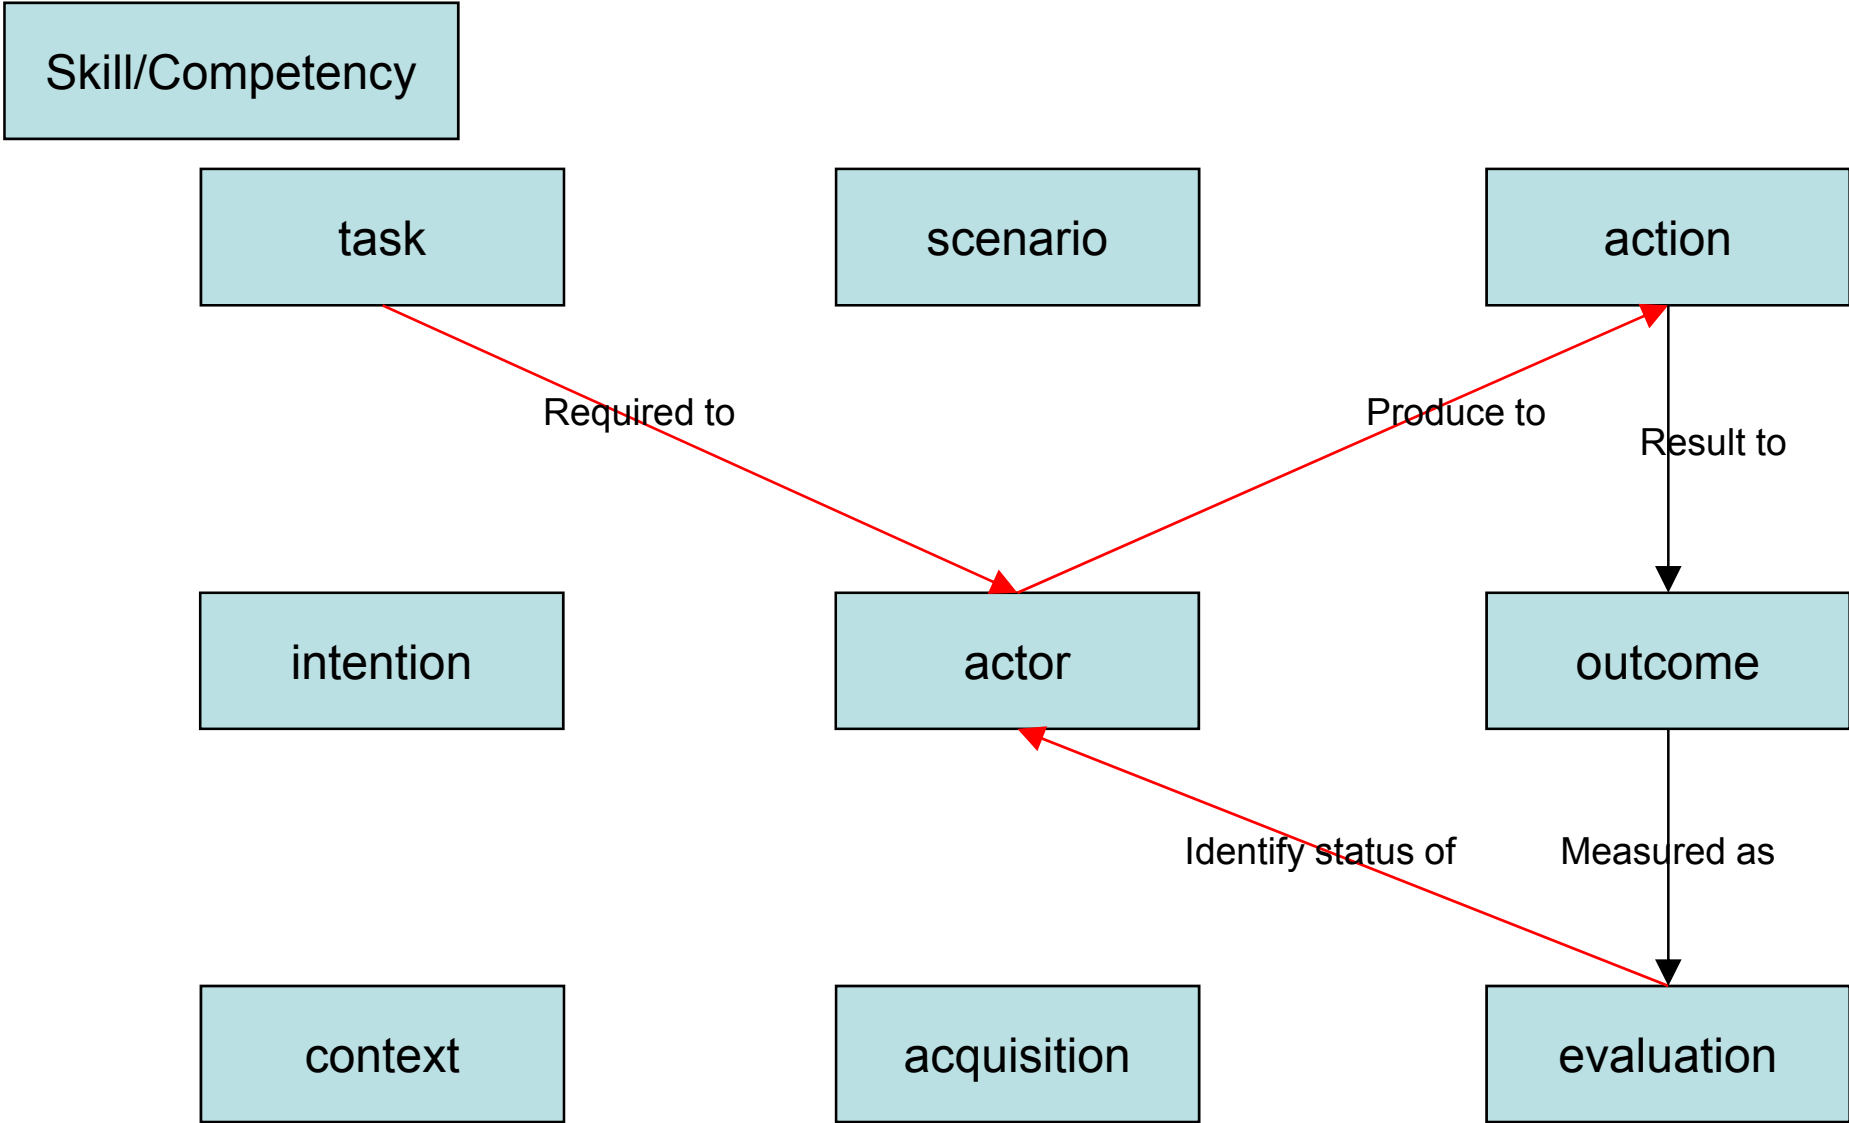 Skill/Competency
task
scenario
action
Required to
Produce to
Result to
intention
actor
outcome
Identify status of
Measured as
context
acquisition
evaluation